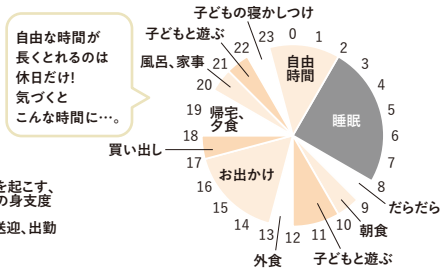 自由な時間が
長くとれるのは
休日だけ!
気づくと
こんな時間に…。
子どもの寝かしつけ
子どもと遊ぶ
風呂、家事
帰宅、
夕食
買い出し
お出かけ
外食
子どもと遊ぶ
朝食
だらだら
睡眠
自由
時間
0
1
2
3
4
5
6
7
8
9
10
11
12
13
14
15
16
17
18
19
20
21
22
23
を起こす、
の身支度
送迎、出勤